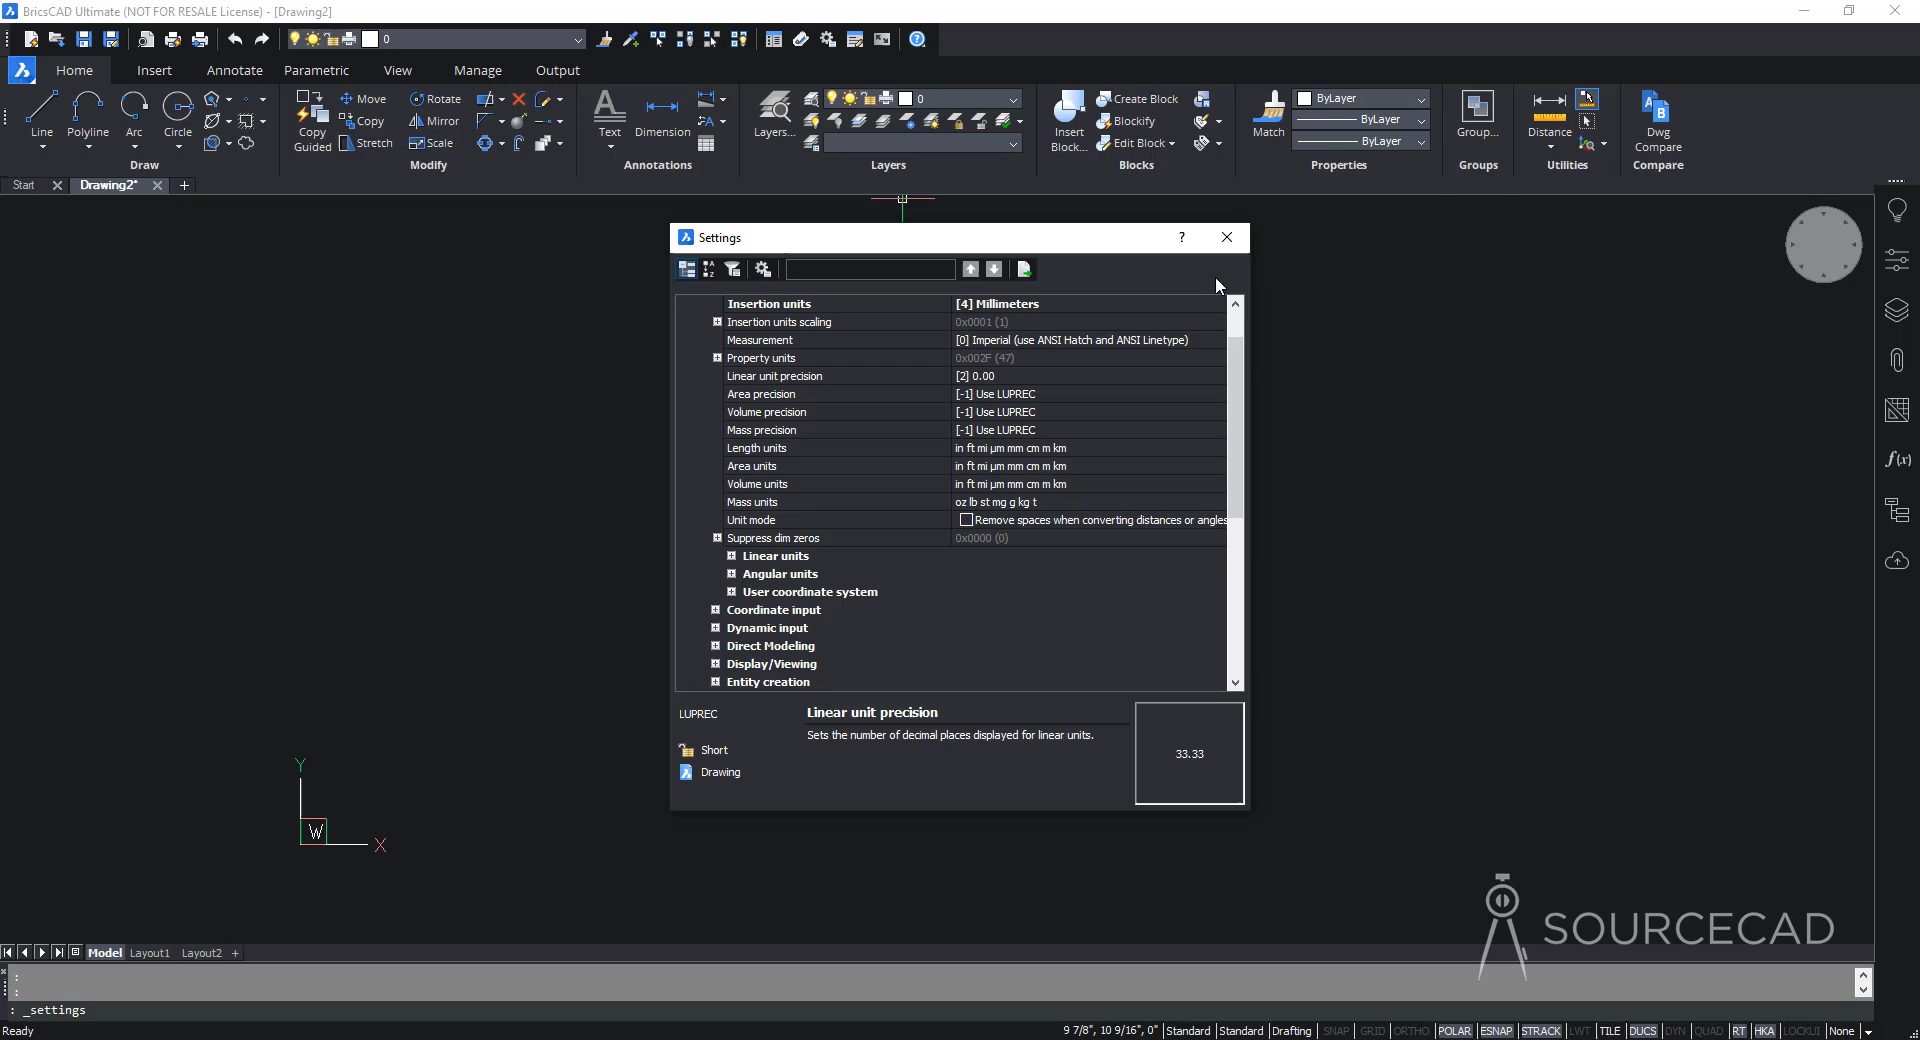 BricsCAD Ultimate (NOT FOR RESALE License) - [Drawing2]
0
Home Insert Annotate Parametric View Manage Output
Line
Polyline
Arc
Circle
Draw
Copy
Guided
Move
Copy
Stretch
Rotate
Mirror
Scale
Modify
Text
Dimension
Annotations
Layers...
0
Layers
Insert
Block...
Create Block
Blockify
Edit Block
Blocks
Match
ByLayer
ByLayer
ByLayer
Properties
Group...
Groups
Distance
Utilities
Dwg
Compare
Compare
Start
Drawing2*
Settings
?
Insertion units [4] Millimeters
Insertion units scaling 0x0001 (1)
Measurement [0] Imperial (use ANSI Hatch and ANSI Linetype)
Property units 0x002F (47)
Linear unit precision [2] 0.00
Area precision [-1] Use LUPREC
Volume precision [-1] Use LUPREC
Mass precision [-1] Use LUPREC
Length units in ft mi µm mm cm m km
Area units in ft mi µm mm cm m km
Volume units in ft mi µm mm cm m km
Mass units oz lb st mg g kg t
Unit mode Remove spaces when converting distances or angles
Suppress dim zeros 0x0000 (0)
Linear units
Angular units
User coordinate system
Coordinate input
Dynamic input
Direct Modeling
Display/Viewing
Entity creation
LUPREC
Short
Drawing
Linear unit precision
Sets the number of decimal places displayed for linear units.
33.33
f(x)
Y
W
X
SOURCECAD
Model Layout1 Layout2 +
:
:
: _settings
Ready
9 7/8", 10 9/16", 0" Standard Standard Drafting SNAP GRID ORTHO POLAR ESNAP STRACK LWT TILE DUCS DYN QUAD RT HKA LOCKUI None